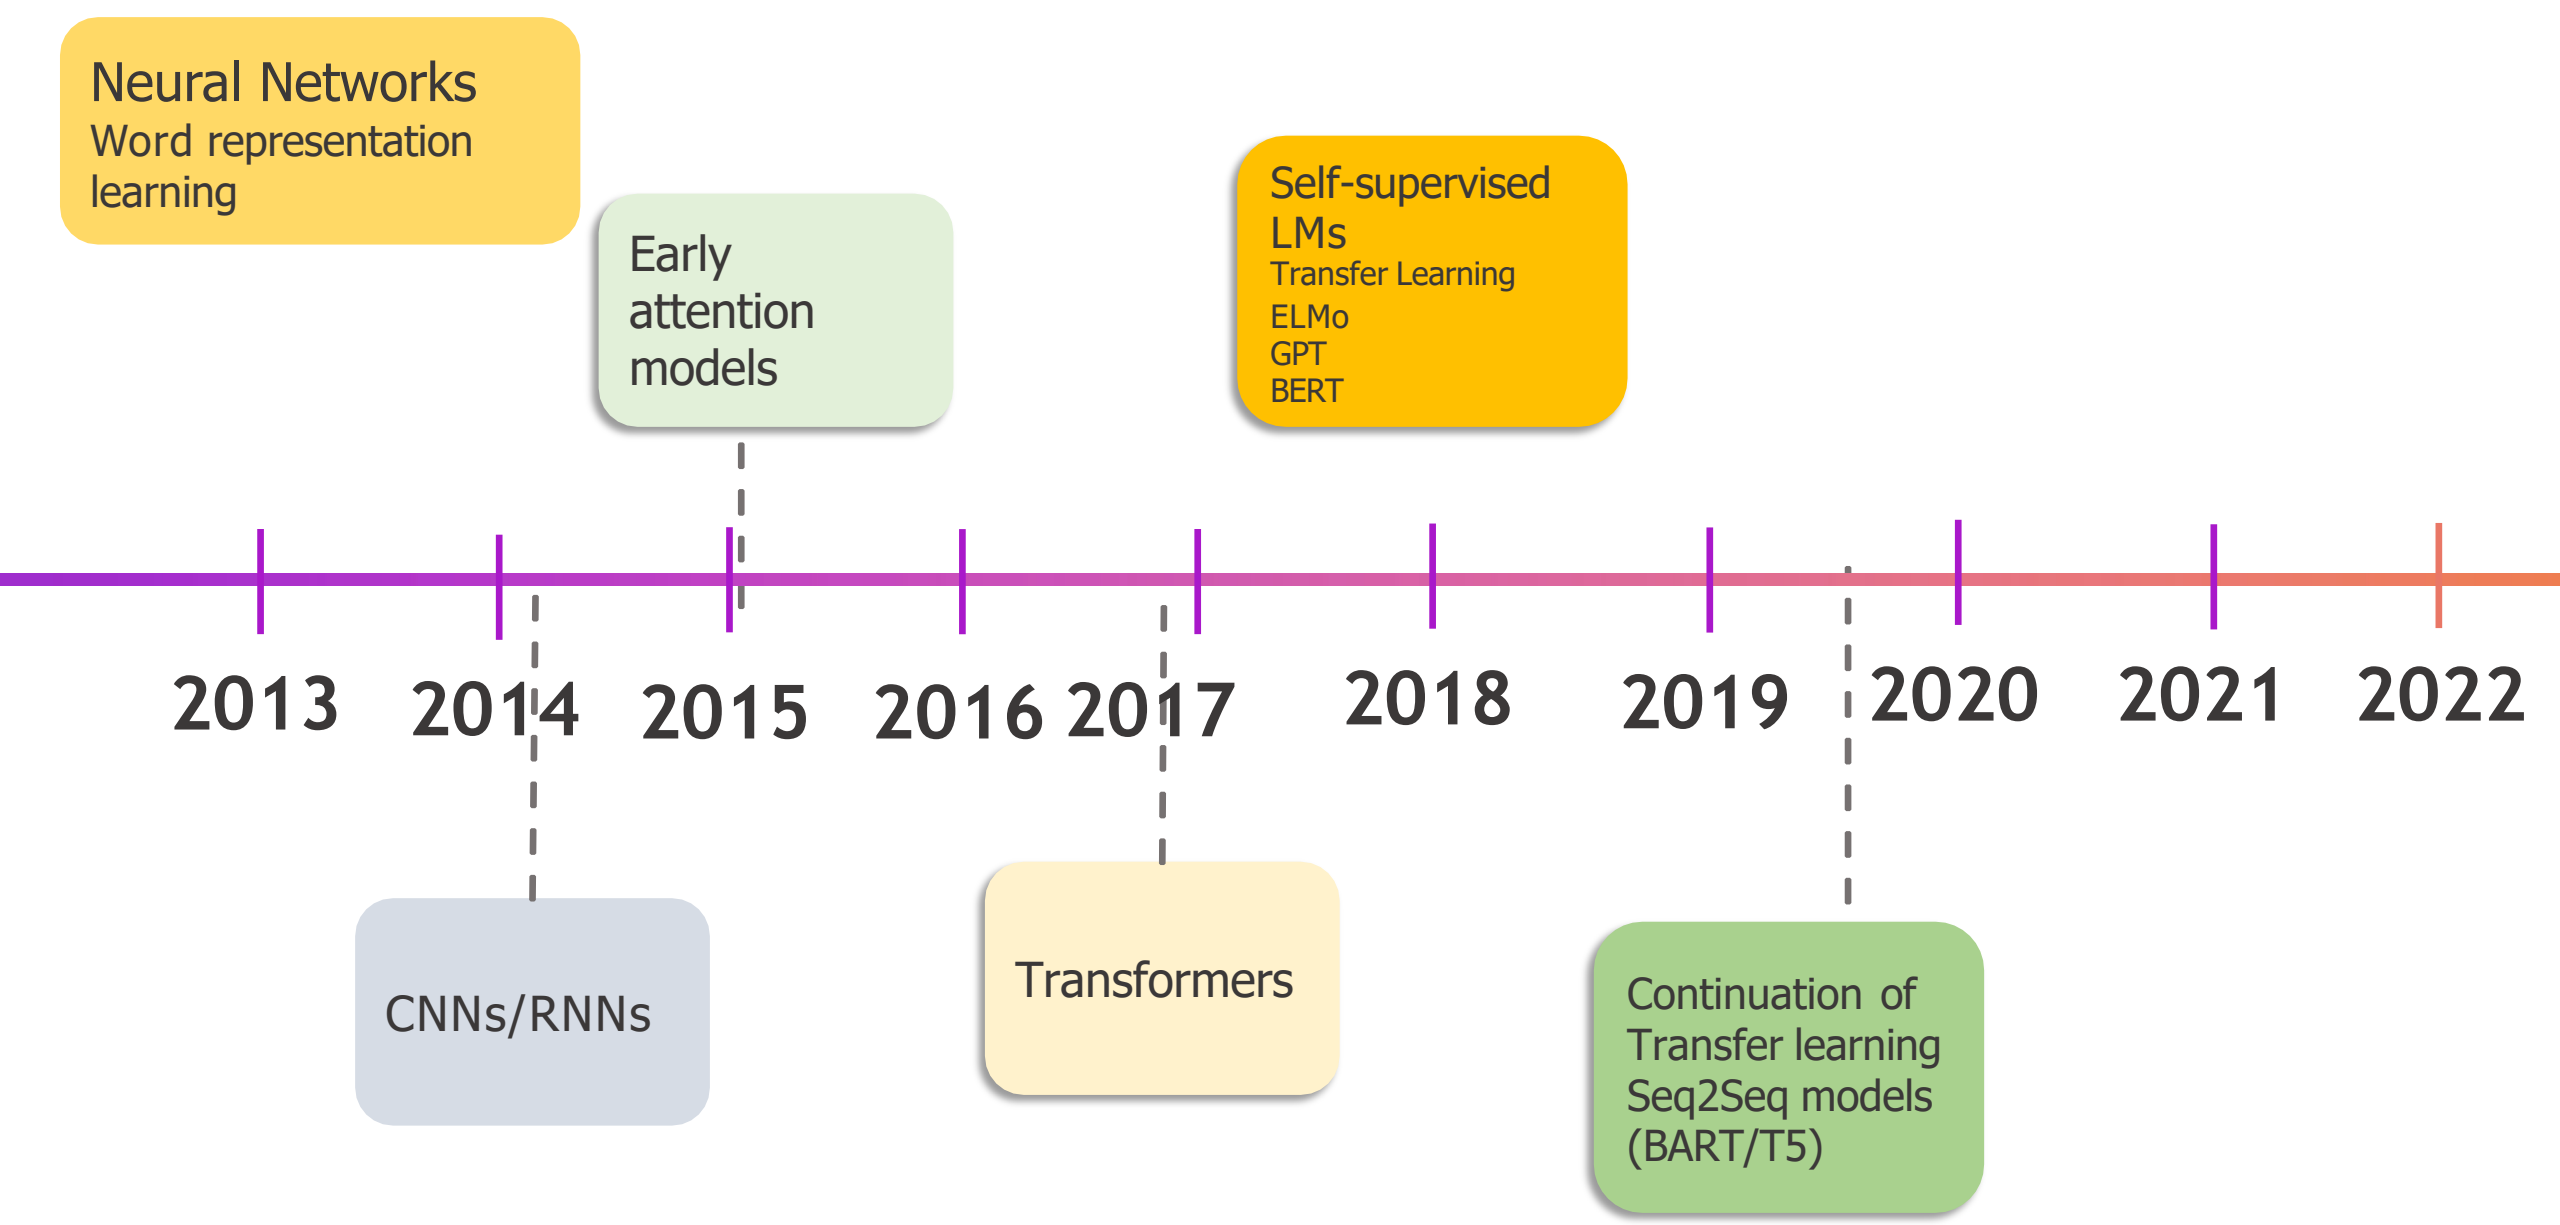 Neural Networks
Word representation
learning
Early
attention
models
Self-supervised
LMs
Transfer Learning
ELMo
GPT
BERT
2013 2014 2015 2016 2017 2018 2019 2020 2021 2022
CNNs/RNNs
Transformers
Continuation of
Transfer learning
Seq2Seq models
(BART/T5)